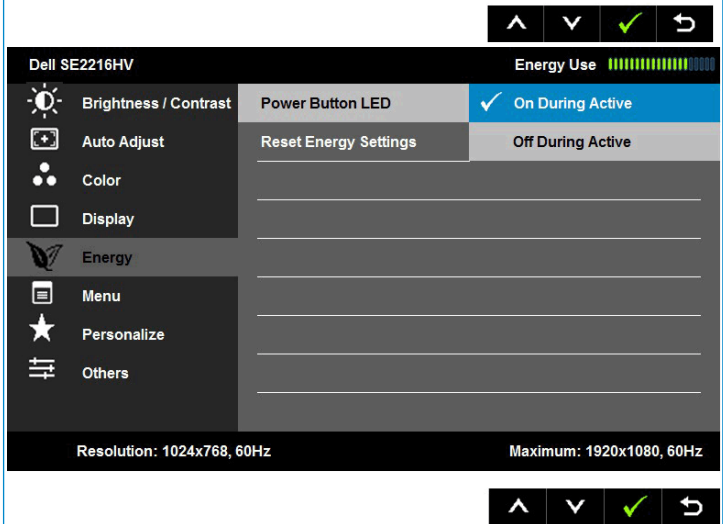 Dell SE2216HV Energy Use
Brightness / Contrast Power Button LED On During Active
Auto Adjust Reset Energy Settings Off During Active
Color
Display
Energy
Menu
Personalize
Others
Resolution: 1024x768, 60Hz Maximum: 1920x1080, 60Hz